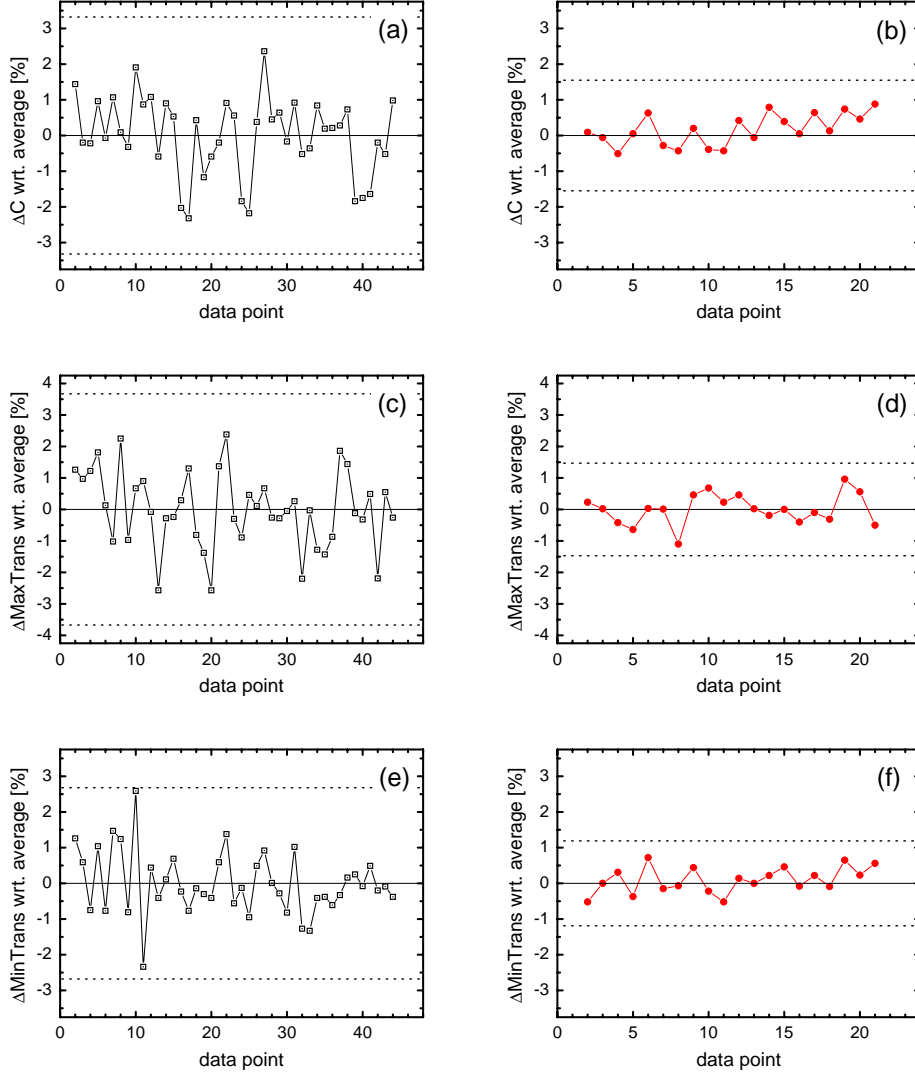 (a)
ΔC wrt. average [%]
3
2
1
0
-1
-2
-3
0 10 20 30 40
data point
(b)
ΔC wrt. average [%]
3
2
1
0
-1
-2
-3
0 5 10 15 20
data point
(c)
ΔMaxTrans wrt. average [%]
4
3
2
1
0
-1
-2
-3
-4
0 10 20 30 40
data point
(d)
ΔMaxTrans wrt. average [%]
4
3
2
1
0
-1
-2
-3
-4
0 5 10 15 20
data point
(e)
ΔMinTrans wrt. average [%]
3
2
1
0
-1
-2
-3
0 10 20 30 40
data point
(f)
ΔMinTrans wrt. average [%]
3
2
1
0
-1
-2
-3
0 5 10 15 20
data point